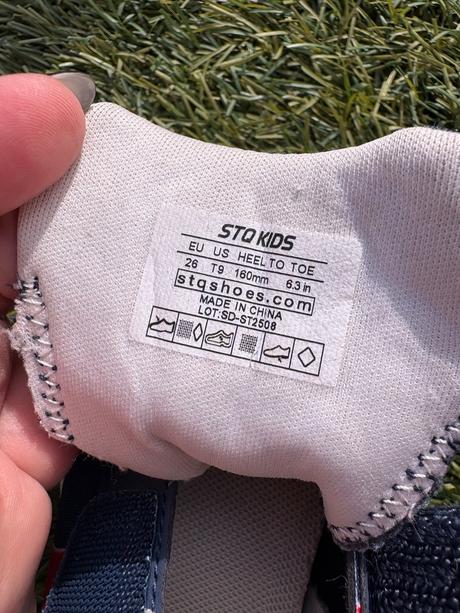 STQ KIDS
EU US HEEL TO TOE
26 T9 160mm 6.3 in
stqshoes.com
MADE IN CHINA
LOT:SD-ST2508